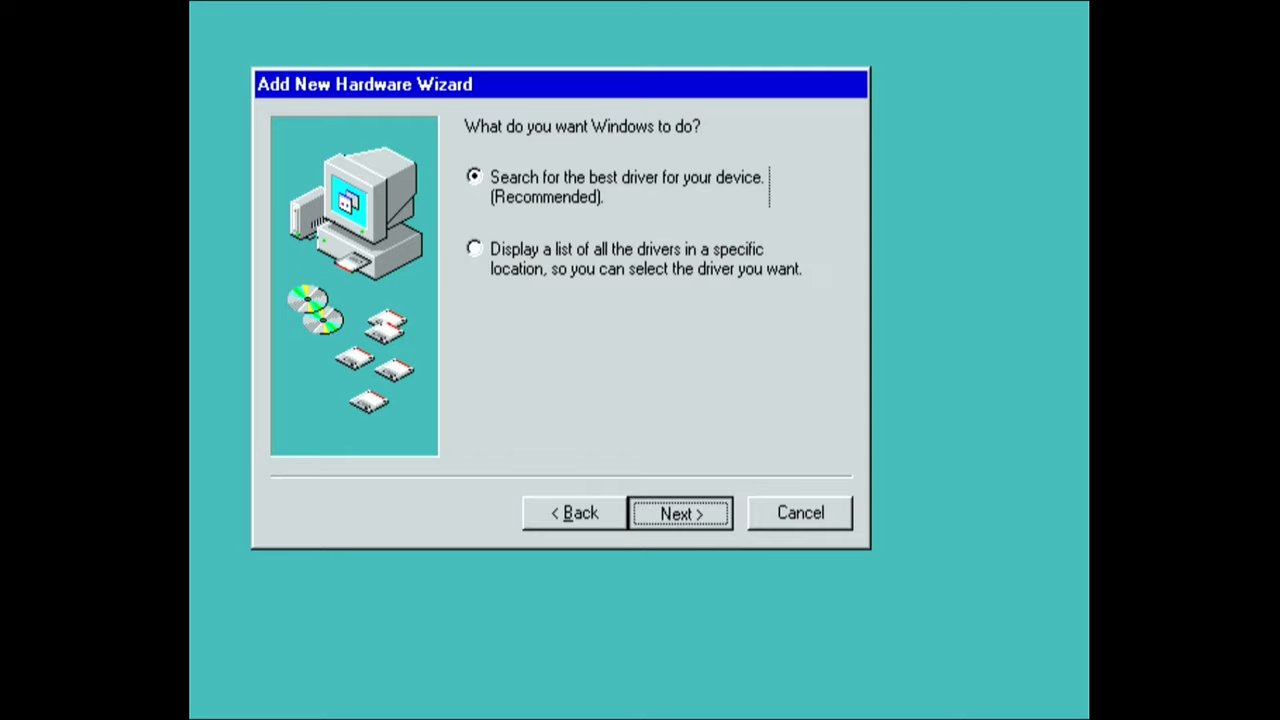 Add New Hardware Wizard
What do you want Windows to do?
Search for the best driver for your device.
(Recommended).
Display a list of all the drivers in a specific
location, so you can select the driver you want.
< Back
Next >
Cancel